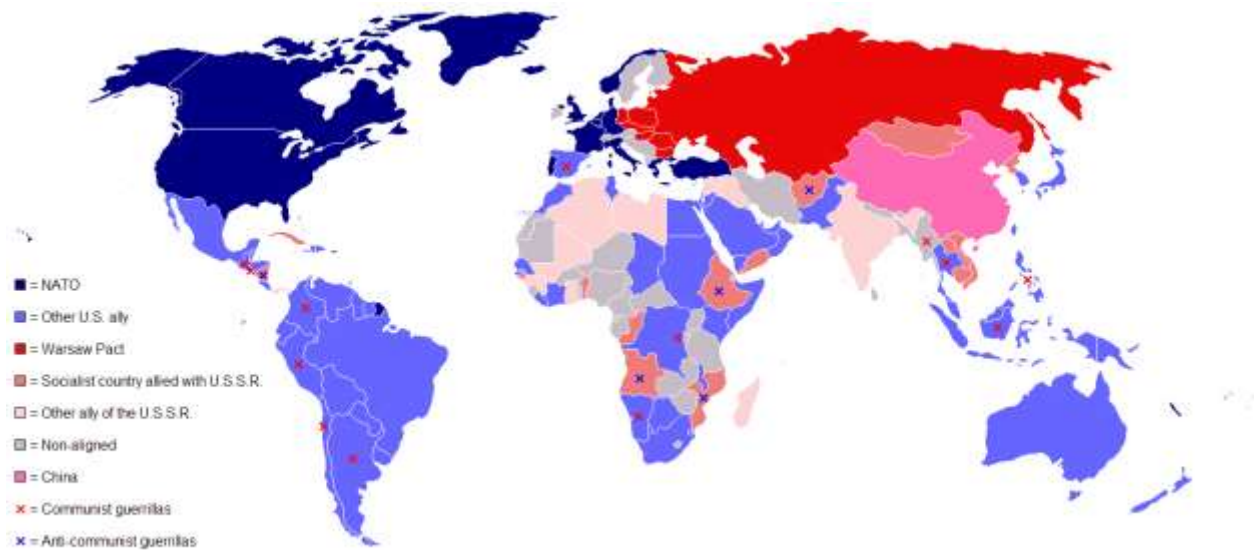 = NATO
= Other U.S. ally
= Warsaw Pact
= Socialist country allied with U.S.S.R.
= Other ally of the U.S.S.R.
= Non-aligned
= China
× = Communist guerrillas
× = Anti-communist guerrillas